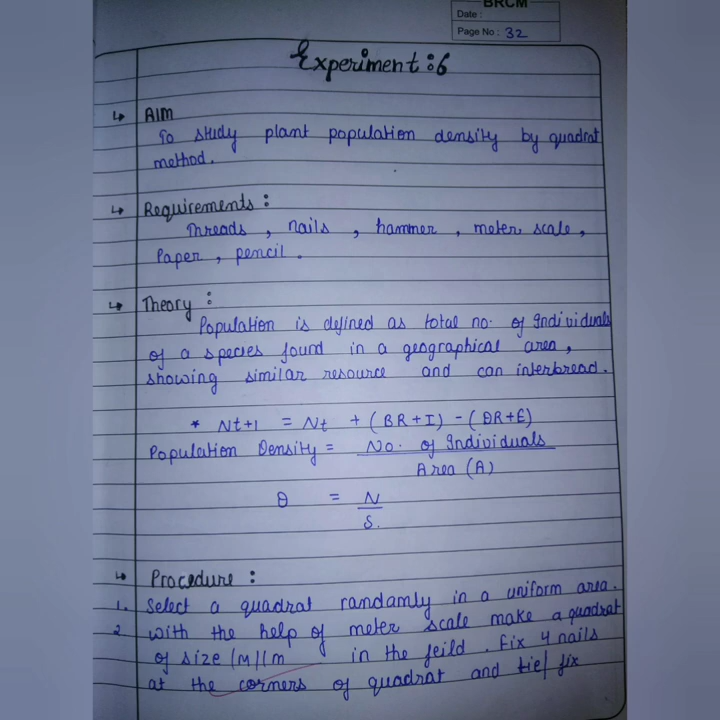 BRCM
Date :
Page No : 32
Experiment : 6
↳ Aim
To study plant population density by quadrat
method.
↳ Requirements :
Threads , nails , hammer , meter scale ,
Paper , pencil .
↳ Theory :
Population is defined as total no. of Individuals
of a species found in a geographical area ,
showing similar resource and can interbread .
* Nt+1 = Nt + (BR+I) - (DR+E)
Population Density = No. of Individuals
Area (A)
D = N
S.
↳ Procedure :
1. Select a quadrat randamly in a uniform area .
2 with the help of meter scale make a quadrat
of size 1m/1m in the feild . Fix 4 nails
at the corners of quadrat and tie/ fix